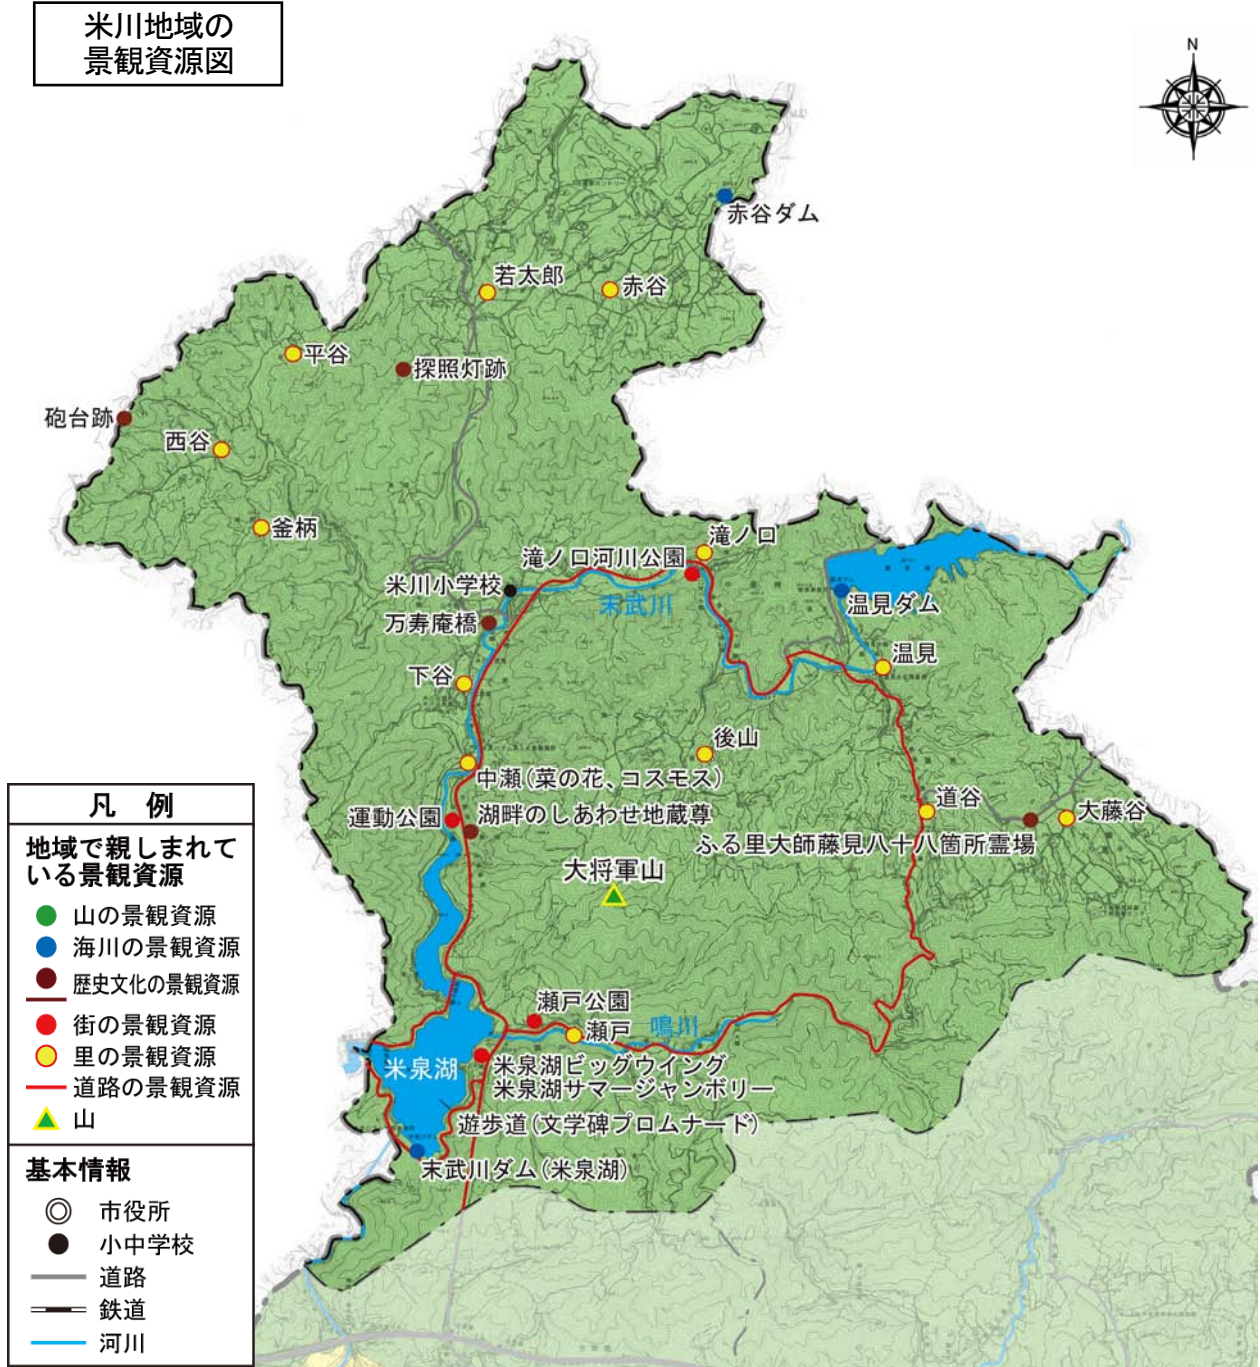 米川地域の
景観資源図
N
赤谷ダム
若太郎
赤谷
平谷
探照灯跡
砲台跡
西谷
釜柄
滝ノ口
滝ノ口河川公園
米川小学校
末武川
温見ダム
万寿庵橋
温見
下谷
後山
中瀬(菜の花、コスモス)
運動公園
湖畔のしあわせ地蔵尊
道谷
大藤谷
ふる里大師藤見八十八箇所霊場
大将軍山
瀬戸公園
瀬戸
鳴川
米泉湖
米泉湖ビッグウイング
米泉湖サマージャンボリー
遊歩道(文学碑プロムナード)
末武川ダム(米泉湖)
凡 例
地域で親しまれて
いる景観資源
山の景観資源
海川の景観資源
歴史文化の景観資源
街の景観資源
里の景観資源
道路の景観資源
山
基本情報
市役所
小中学校
道路
鉄道
河川